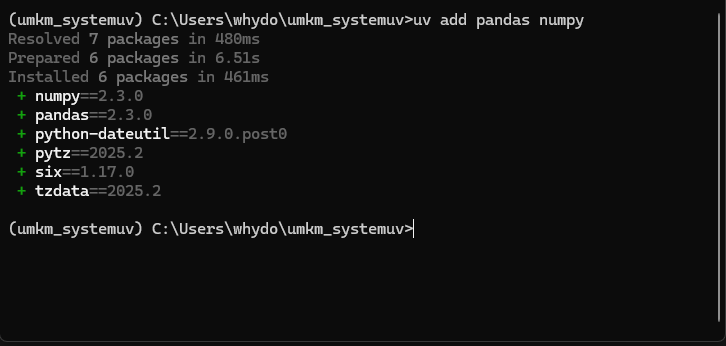 (umkm_systemuv) C:\Users\whydo\umkm_systemuv>uv add pandas numpy
Resolved 7 packages in 480ms
Prepared 6 packages in 6.51s
Installed 6 packages in 461ms
+ numpy==2.3.0
+ pandas==2.3.0
+ python-dateutil==2.9.0.post0
+ pytz==2025.2
+ six==1.17.0
+ tzdata==2025.2
(umkm_systemuv) C:\Users\whydo\umkm_systemuv>